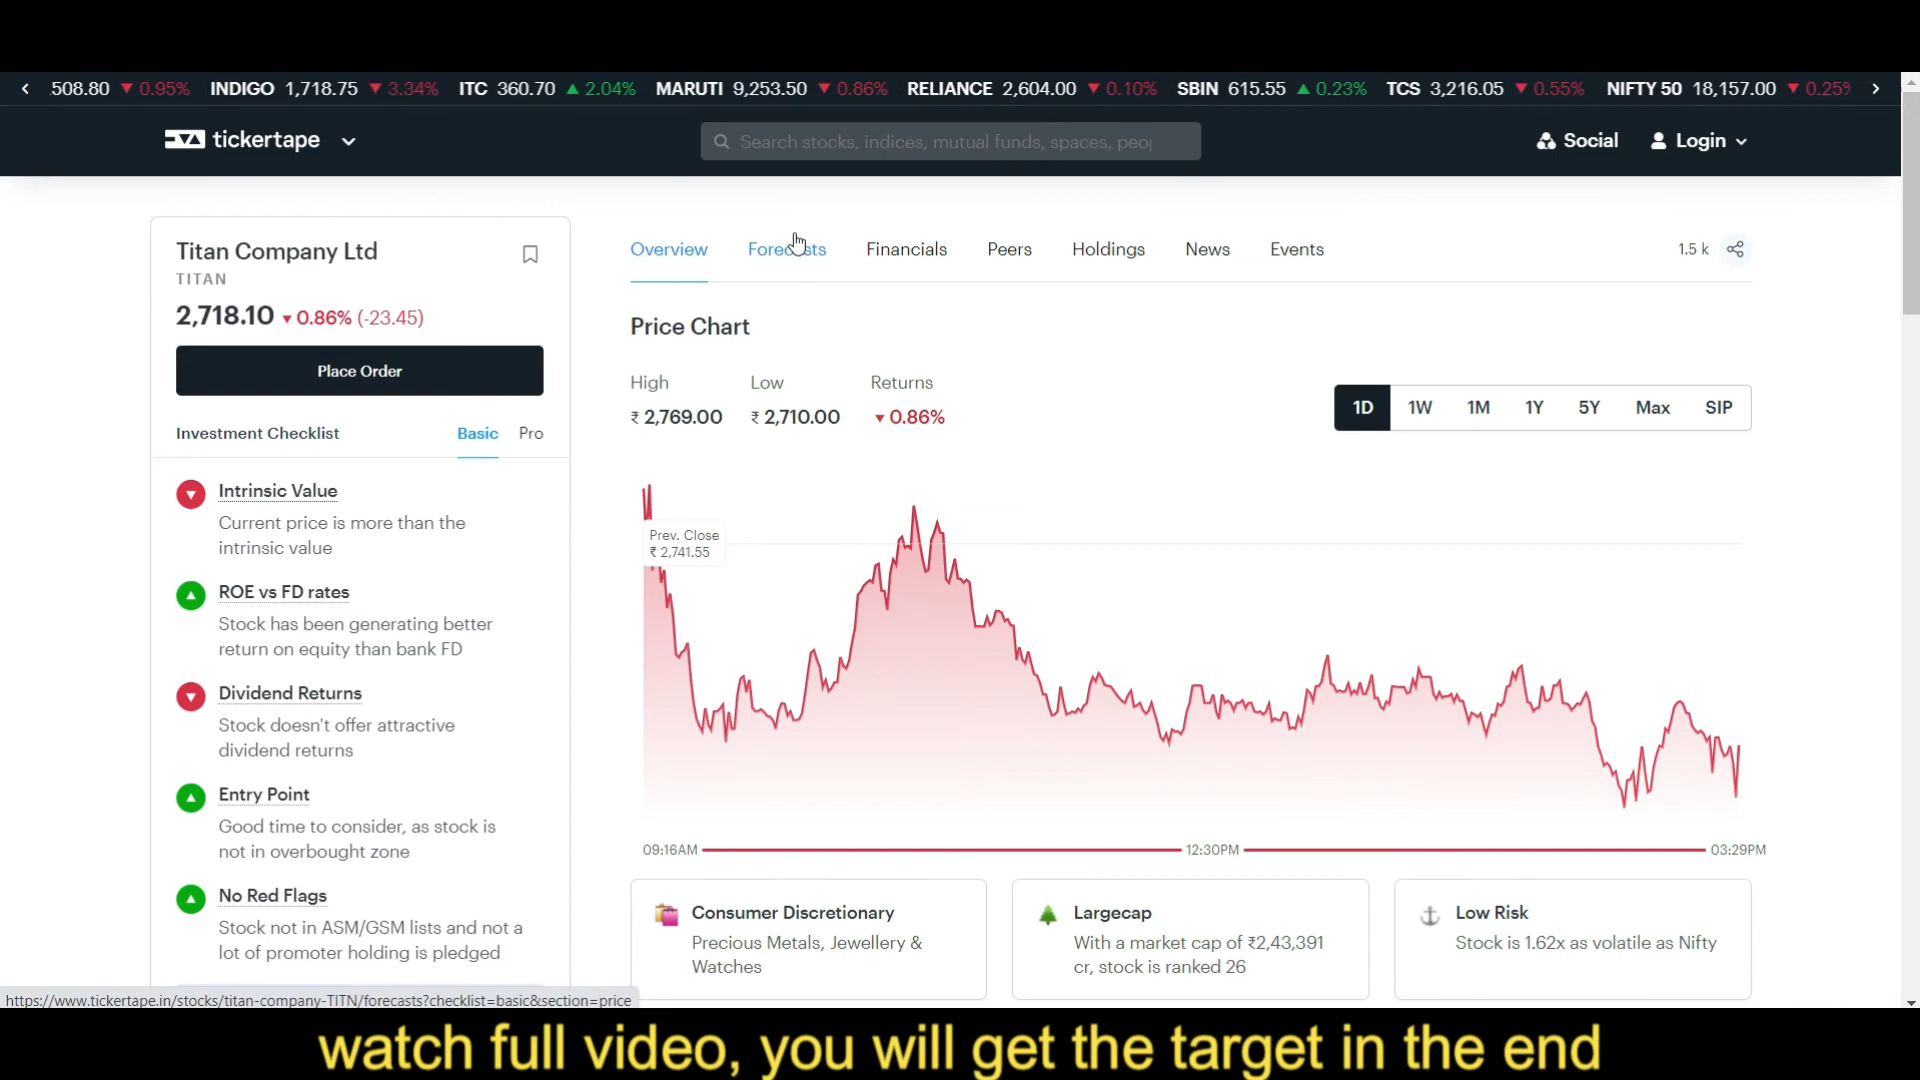 508.80 ▼ 0.95% INDIGO 1,718.75 ▼ 3.34% ITC 360.70 ▲ 2.04% MARUTI 9,253.50 ▼ 0.86% RELIANCE 2,604.00 ▼ 0.10% SBIN 615.55 ▲ 0.23% TCS 3,216.05 ▼ 0.55% NIFTY 50 18,157.00 ▼ 0.25%
tickertape
Search stocks, indices, mutual funds, spaces, peo
Social Login
Titan Company Ltd
TITAN
2,718.10 ▼ 0.86% (-23.45)
Place Order
Investment Checklist Basic Pro
Intrinsic Value
Current price is more than the
intrinsic value
ROE vs FD rates
Stock has been generating better
return on equity than bank FD
Dividend Returns
Stock doesn't offer attractive
dividend returns
Entry Point
Good time to consider, as stock is
not in overbought zone
No Red Flags
Stock not in ASM/GSM lists and not a
lot of promoter holding is pledged
Overview Forecasts Financials Peers Holdings News Events 1.5 k
Price Chart
High Low Returns
₹ 2,769.00 ₹ 2,710.00 ▼ 0.86%
1D 1W 1M 1Y 5Y Max SIP
Prev. Close
₹ 2,741.55
09:16AM 12:30PM 03:29PM
Consumer Discretionary
Precious Metals, Jewellery &
Watches
Largecap
With a market cap of ₹2,43,391
cr, stock is ranked 26
Low Risk
Stock is 1.62x as volatile as Nifty
https://www.tickertape.in/stocks/titan-company-TITN/forecasts?checklist=basic&section=price
watch full video, you will get the target in the end